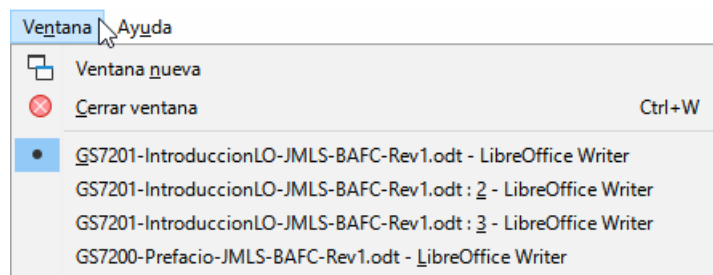 Ventana Ayuda
Ventana nueva
Cerrar ventana Ctrl+W
GS7201-IntroduccionLO-JMLS-BAFC-Rev1.odt - LibreOffice Writer
GS7201-IntroduccionLO-JMLS-BAFC-Rev1.odt : 2 - LibreOffice Writer
GS7201-IntroduccionLO-JMLS-BAFC-Rev1.odt : 3 - LibreOffice Writer
GS7200-Prefacio-JMLS-BAFC-Rev1.odt - LibreOffice Writer